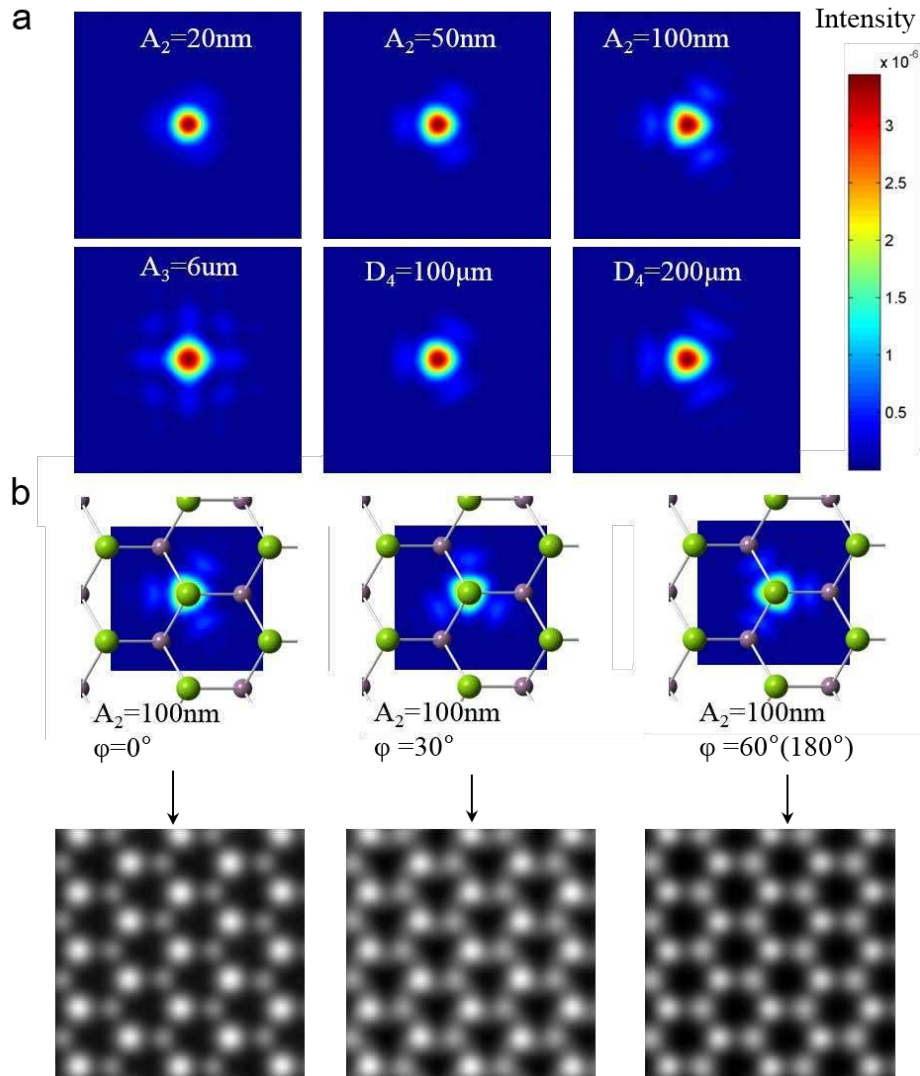 a
Intensity
A₂=20nm
A₂=50nm
A₂=100nm
x 10⁻⁶
3
2.5
2
1.5
1
0.5
A₃=6um
D₄=100μm
D₄=200μm
b
A₂=100nm
φ=0°
A₂=100nm
φ =30°
A₂=100nm
φ =60°(180°)